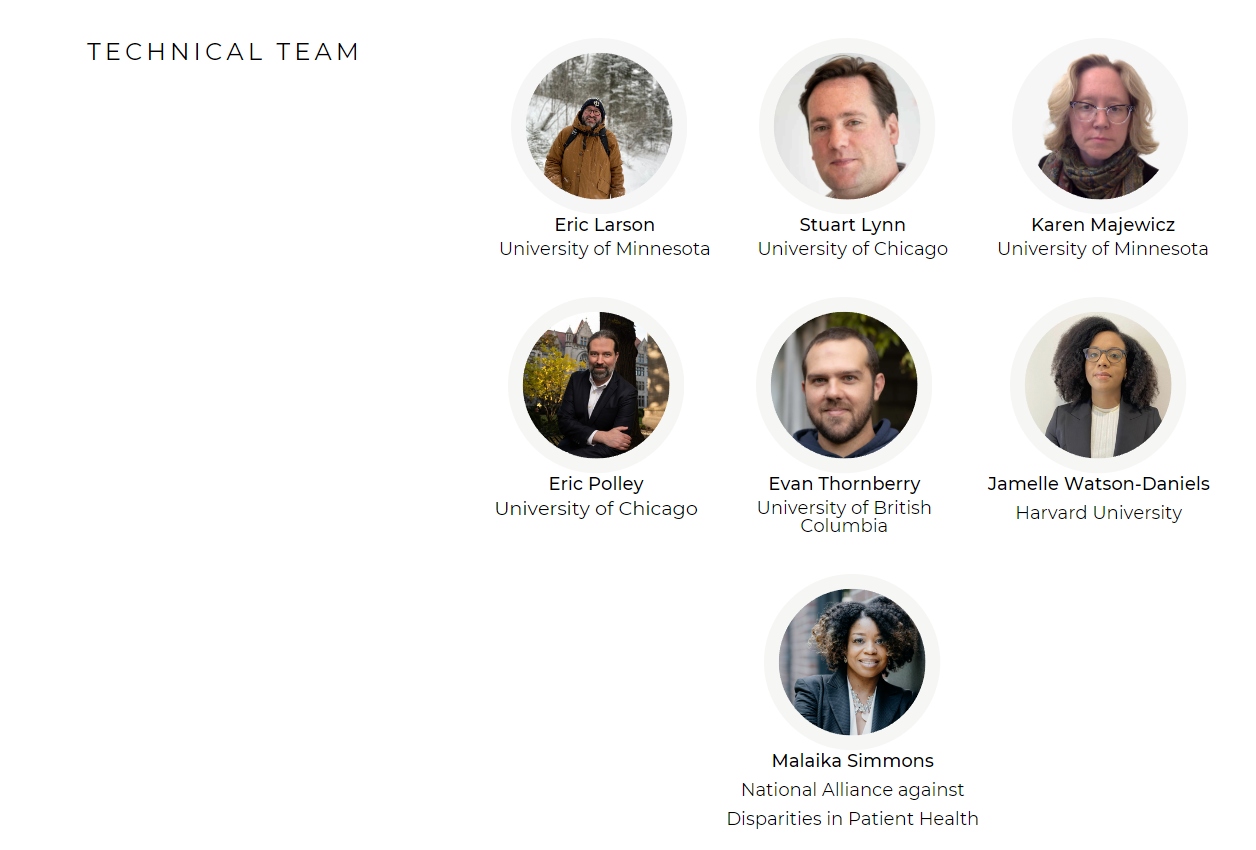 TECHNICAL TEAM
Eric Larson
University of Minnesota
Stuart Lynn
University of Chicago
Karen Majewicz
University of Minnesota
Eric Polley
University of Chicago
Evan Thornberry
University of British
Columbia
Jamelle Watson-Daniels
Harvard University
Malaika Simmons
National Alliance against
Disparities in Patient Health